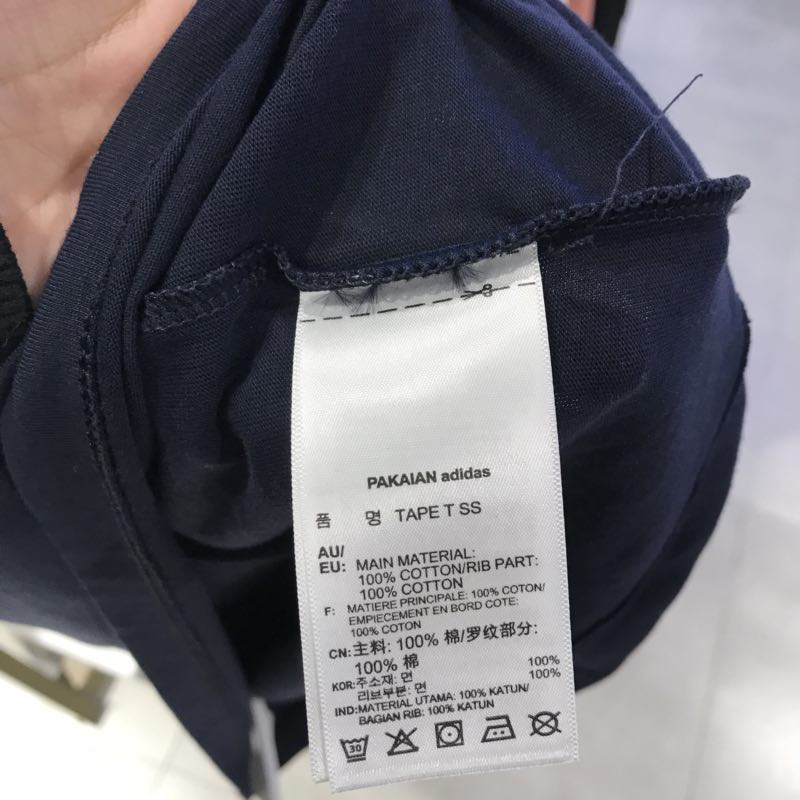 PAKAIAN adidas
품 명 TAPE T SS
AU/
EU: MAIN MATERIAL:
100% COTTON/RIB PART:
100% COTTON
F: MATIERE PRINCIPALE: 100% COTON/
EMPIECEMENT EN BORD COTE:
100% COTON
CN:主料: 100% 棉/罗纹部分:
100% 棉
KOR:주소재: 면 100%
리브부분: 면 100%
IND:MATERIAL UTAMA: 100% KATUN/
BAGIAN RIB: 100% KATUN
30